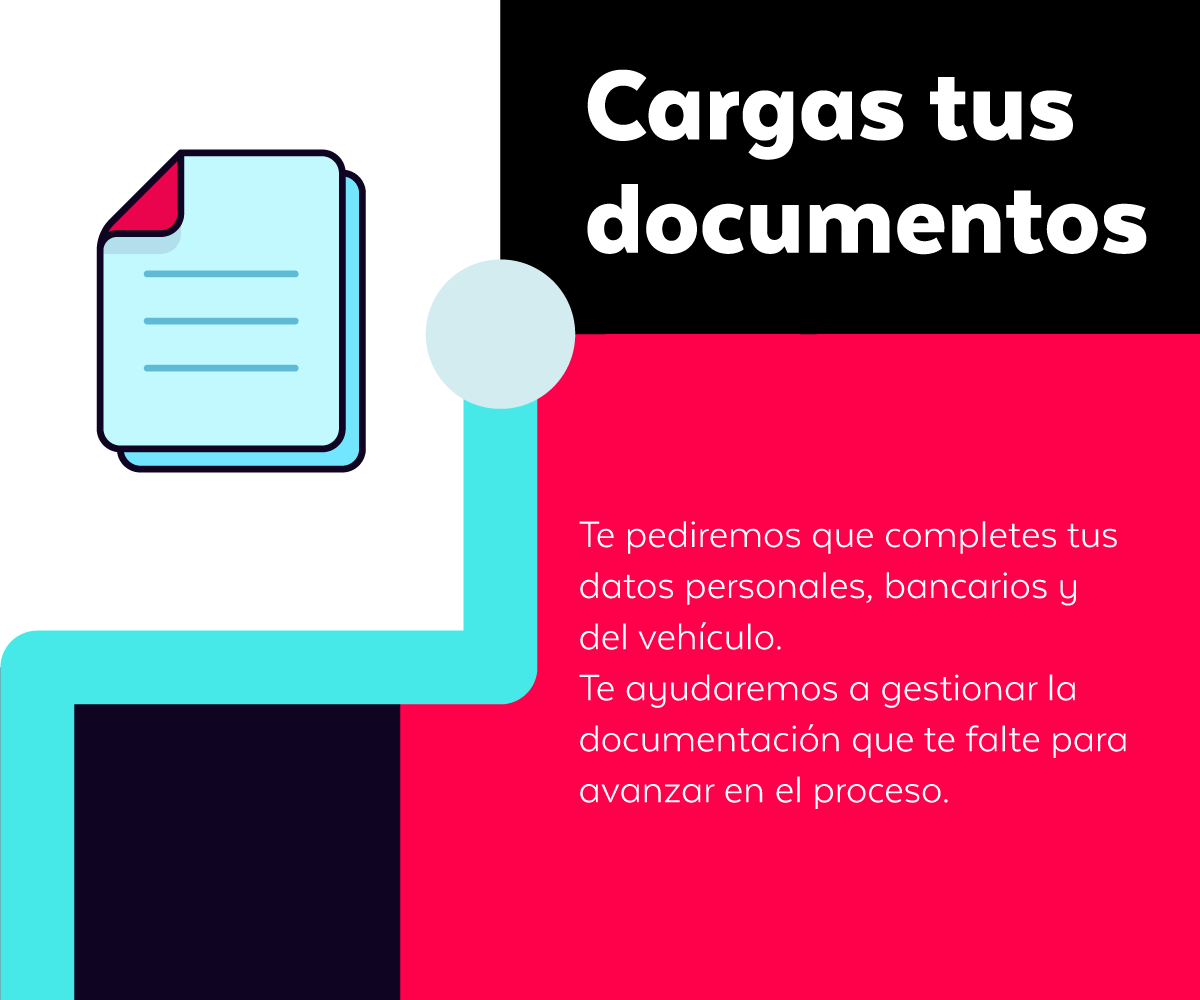 Cargas tus
documentos
Te pediremos que completes tus
datos personales, bancarios y
del vehículo.
Te ayudaremos a gestionar la
documentación que te falte para
avanzar en el proceso.